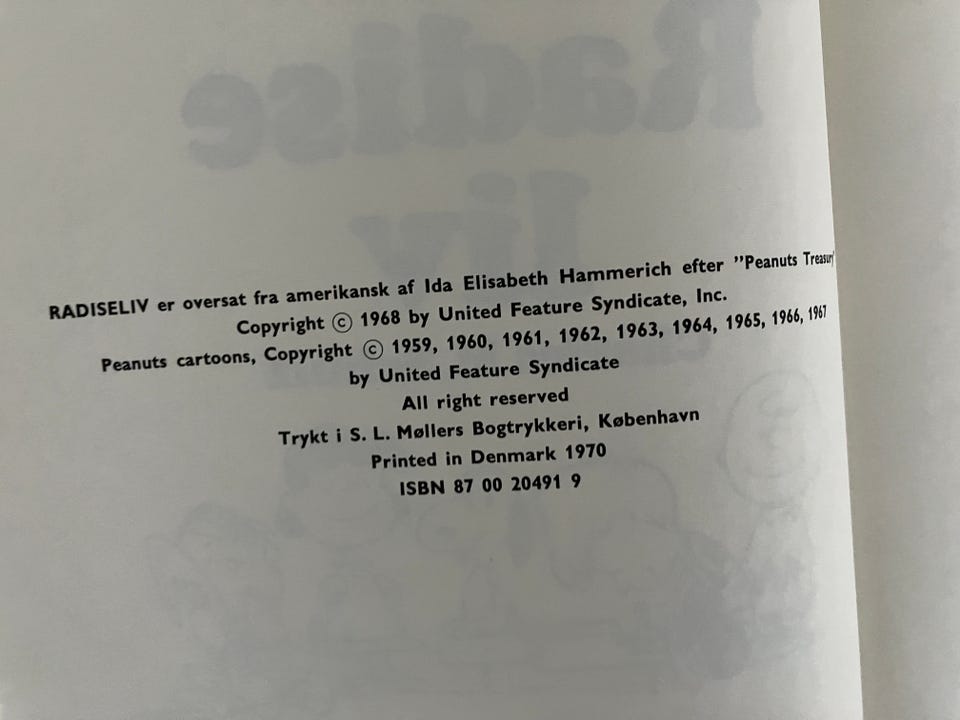 Radise
liv
RADISELIV er oversat fra amerikansk af Ida Elisabeth Hammerich efter ”Peanuts Treasury”
Copyright © 1968 by United Feature Syndicate, Inc.
Peanuts cartoons, Copyright © 1959, 1960, 1961, 1962, 1963, 1964, 1965, 1966, 1967
by United Feature Syndicate
All right reserved
Trykt i S. L. Møllers Bogtrykkeri, København
Printed in Denmark 1970
ISBN 87 00 20491 9